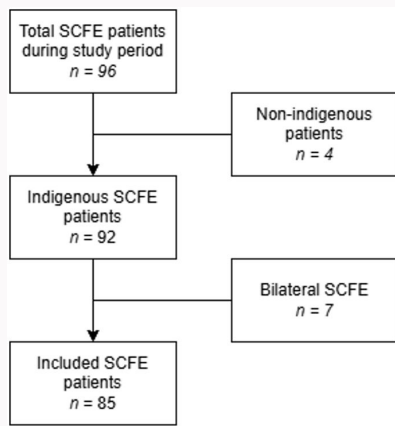 Total SCFE patients
during study period
n = 96
Non-indigenous
patients
n = 4
Indigenous SCFE
patients
n = 92
Bilateral SCFE
n = 7
Included SCFE
patients
n = 85